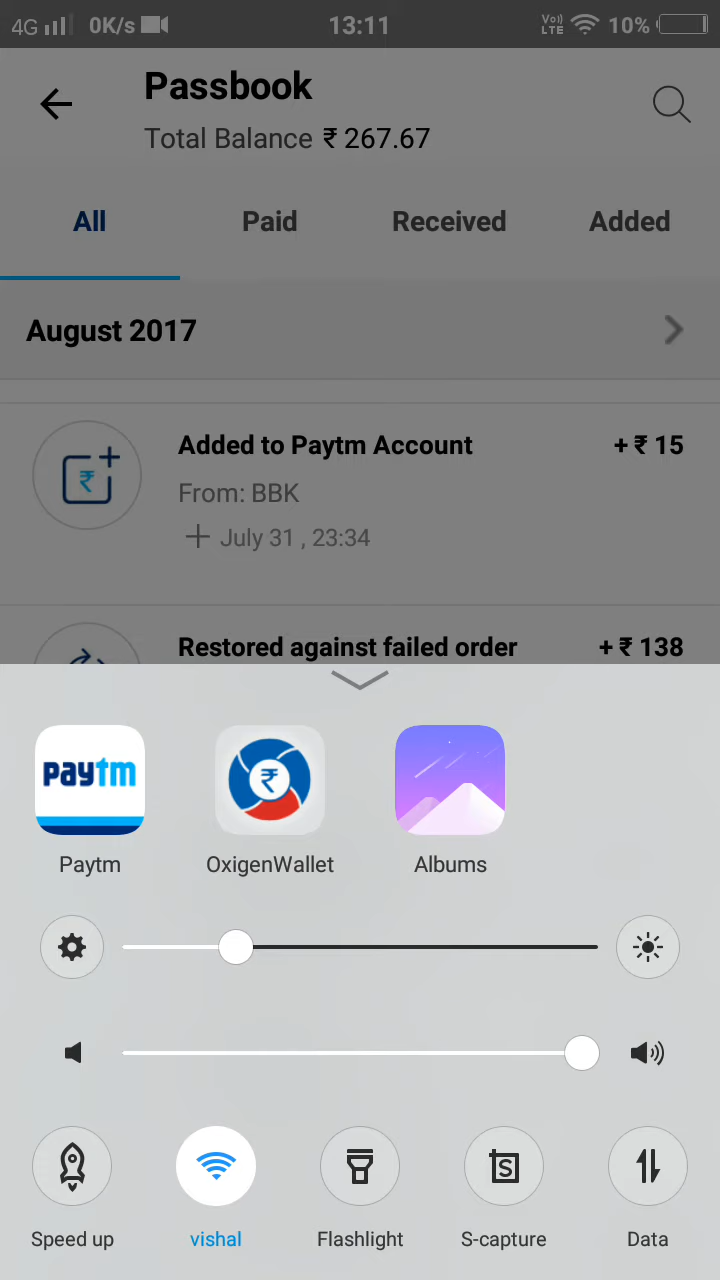 4G 0K/s 13:11 Vo)) LTE 10%
Passbook
Total Balance ₹ 267.67
All Paid Received Added
August 2017
Added to Paytm Account + ₹ 15
From: BBK
July 31 , 23:34
Restored against failed order + ₹ 138
paytm
Paytm OxigenWallet Albums
Speed up vishal Flashlight S-capture Data